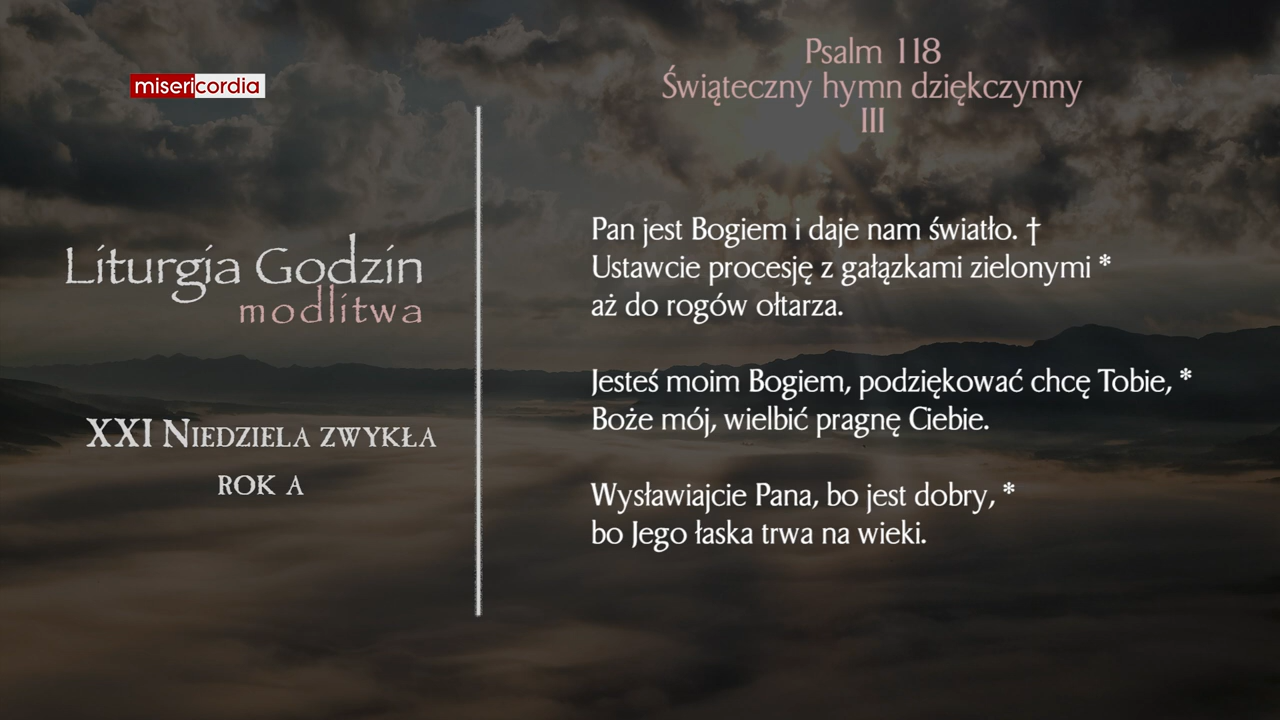 misericordia
Liturgia Godzin
modlitwa
XXI Niedziela zwykła
rok A
Psalm 118
Świąteczny hymn dziękczynny
III
Pan jest Bogiem i daje nam światło. †
Ustawcie procesję z gałązkami zielonymi *
aż do rogów ołtarza.
Jesteś moim Bogiem, podziękować chcę Tobie, *
Boże mój, wielbić pragnę Ciebie.
Wysławiajcie Pana, bo jest dobry, *
bo Jego łaska trwa na wieki.